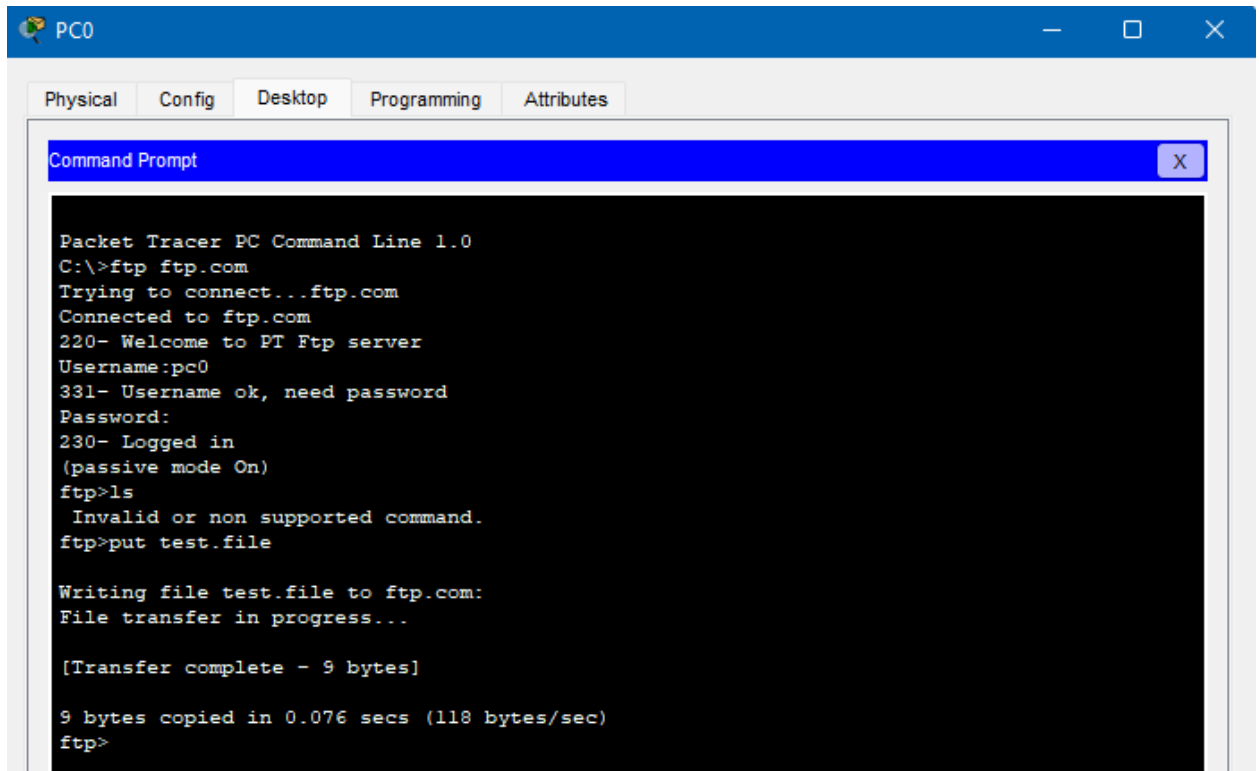 PC0
Physical Config Desktop Programming Attributes
Command Prompt X
Packet Tracer PC Command Line 1.0
C:\>ftp ftp.com
Trying to connect...ftp.com
Connected to ftp.com
220- Welcome to PT Ftp server
Username:pc0
331- Username ok, need password
Password:
230- Logged in
(passive mode On)
ftp>ls
 Invalid or non supported command.
ftp>put test.file
Writing file test.file to ftp.com:
File transfer in progress...
[Transfer complete - 9 bytes]
9 bytes copied in 0.076 secs (118 bytes/sec)
ftp>